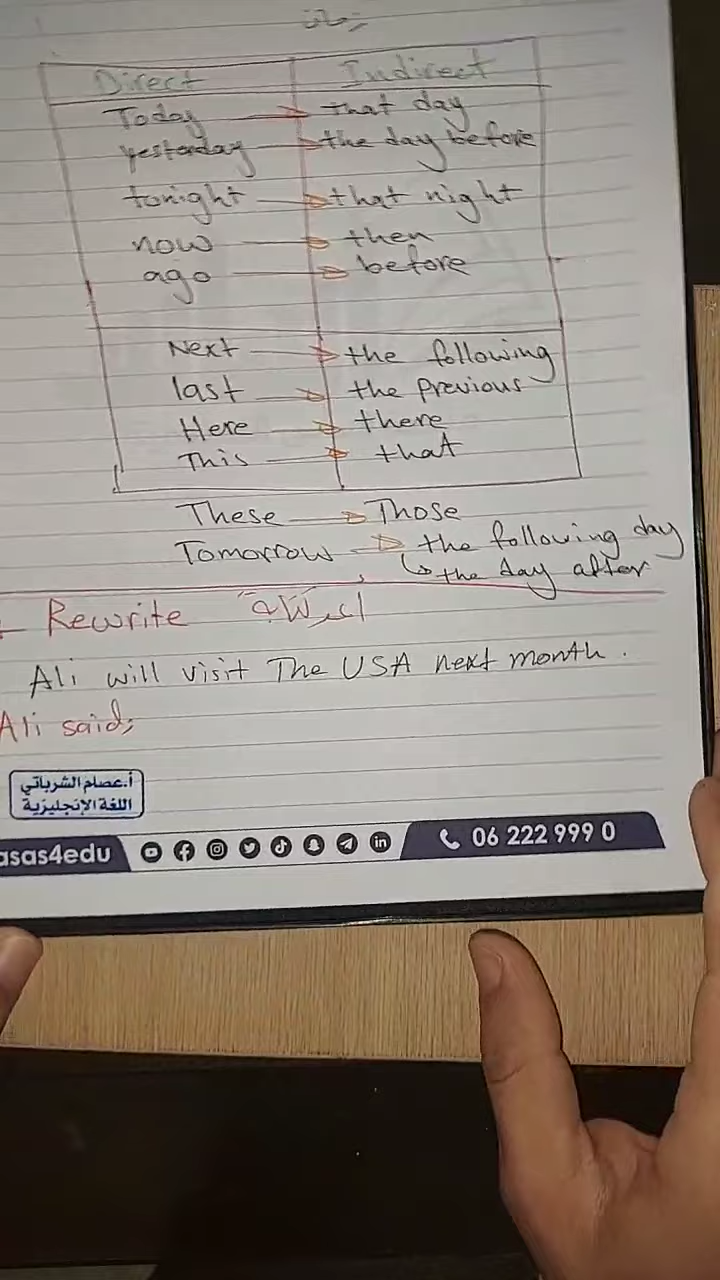 زمان
Direct Indirect
Today that day
yesterday the day before
tonight that night
now then
ago before
Next the following
last the previous
Here there
This that
These Those
Tomorrow the following day
the day after
Rewrite
Ali will visit The USA next month.
Ali said;
أ.عصام الشرباتي
اللغة الإنجليزية
asas4edu 06 222 999 0